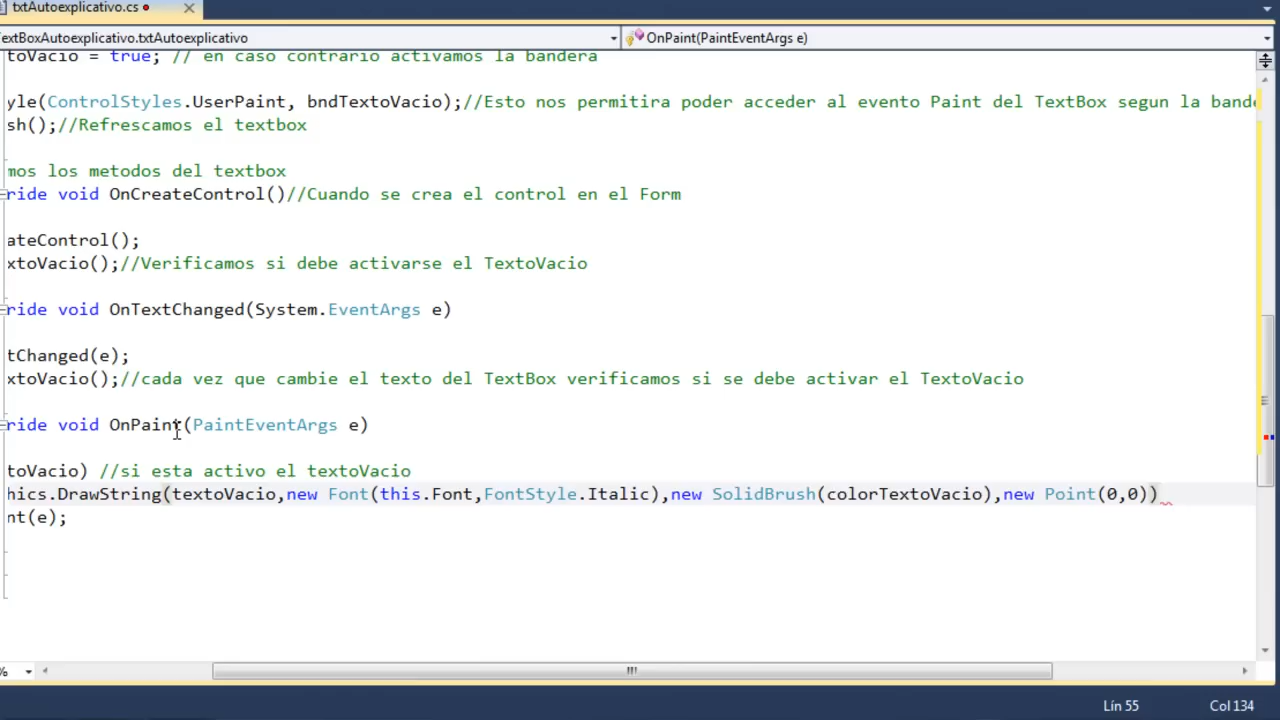 txtAutoexplicativo.cs
extBoxAutoexplicativo.txtAutoexplicativo
OnPaint(PaintEventArgs e)
toVacio = true; // en caso contrario activamos la bandera
yle(ControlStyles.UserPaint, bndTextoVacio);//Esto nos permitira poder acceder al evento Paint del TextBox segun la bande
sh();//Refrescamos el textbox
mos los metodos del textbox
ride void OnCreateControl()//Cuando se crea el control en el Form
ateControl();
xtoVacio();//Verificamos si debe activarse el TextoVacio
ride void OnTextChanged(System.EventArgs e)
tChanged(e);
xtoVacio();//cada vez que cambie el texto del TextBox verificamos si se debe activar el TextoVacio
ride void OnPaint(PaintEventArgs e)
toVacio) //si esta activo el textoVacio
hics.DrawString(textoVacio,new Font(this.Font,FontStyle.Italic),new SolidBrush(colorTextoVacio),new Point(0,0))
nt(e);
%
Lín 55
Col 134